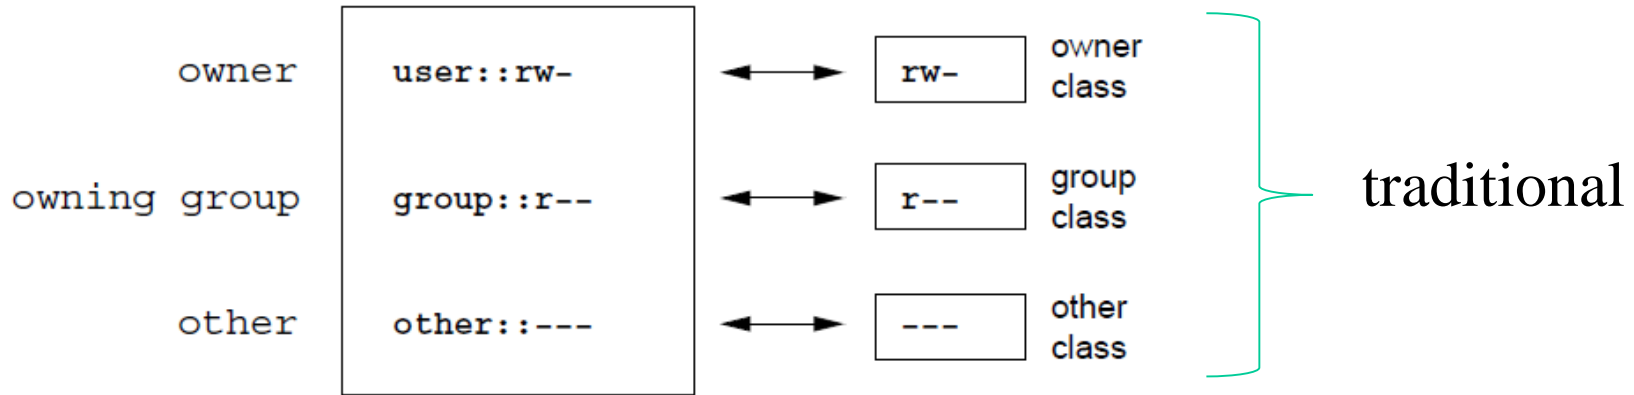 owner user::rw- rw- owner
class
owning group group::r-- r-- group
class
traditional
other other::--- --- other
class